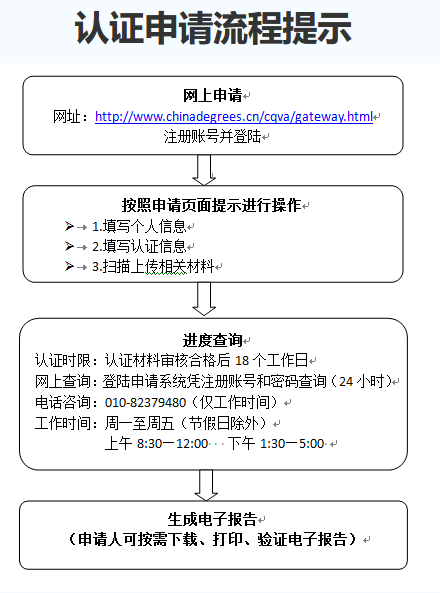 认证申请流程提示
网上申请
网址：http://www.chinadegrees.cn/cqva/gateway.html
注册账号并登陆
按照申请页面提示进行操作
1.填写个人信息
2.填写认证信息
3.扫描上传相关材料
进度查询
认证时限：认证材料审核合格后 18 个工作日
网上查询：登陆申请系统凭注册账号和密码查询（24 小时）
电话咨询：010-82379480（仅工作时间）
工作时间：周一至周五（节假日除外）
上午 8:30—12:00 下午 1:30—5:00
生成电子报告
（申请人可按需下载、打印、验证电子报告）